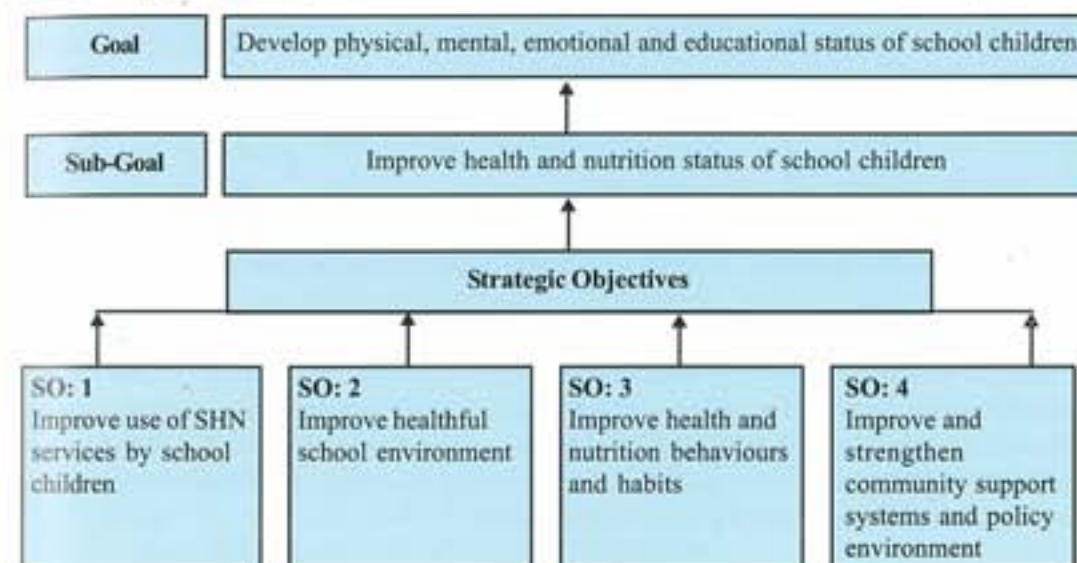 Goal
Develop physical, mental, emotional and educational status of school children
Sub-Goal
Improve health and nutrition status of school children
Strategic Objectives
SO: 1
Improve use of SHN
services by school
children
SO: 2
Improve healthful
school environment
SO: 3
Improve health and
nutrition behaviours
and habits
SO: 4
Improve and
strengthen
community support
systems and policy
environment